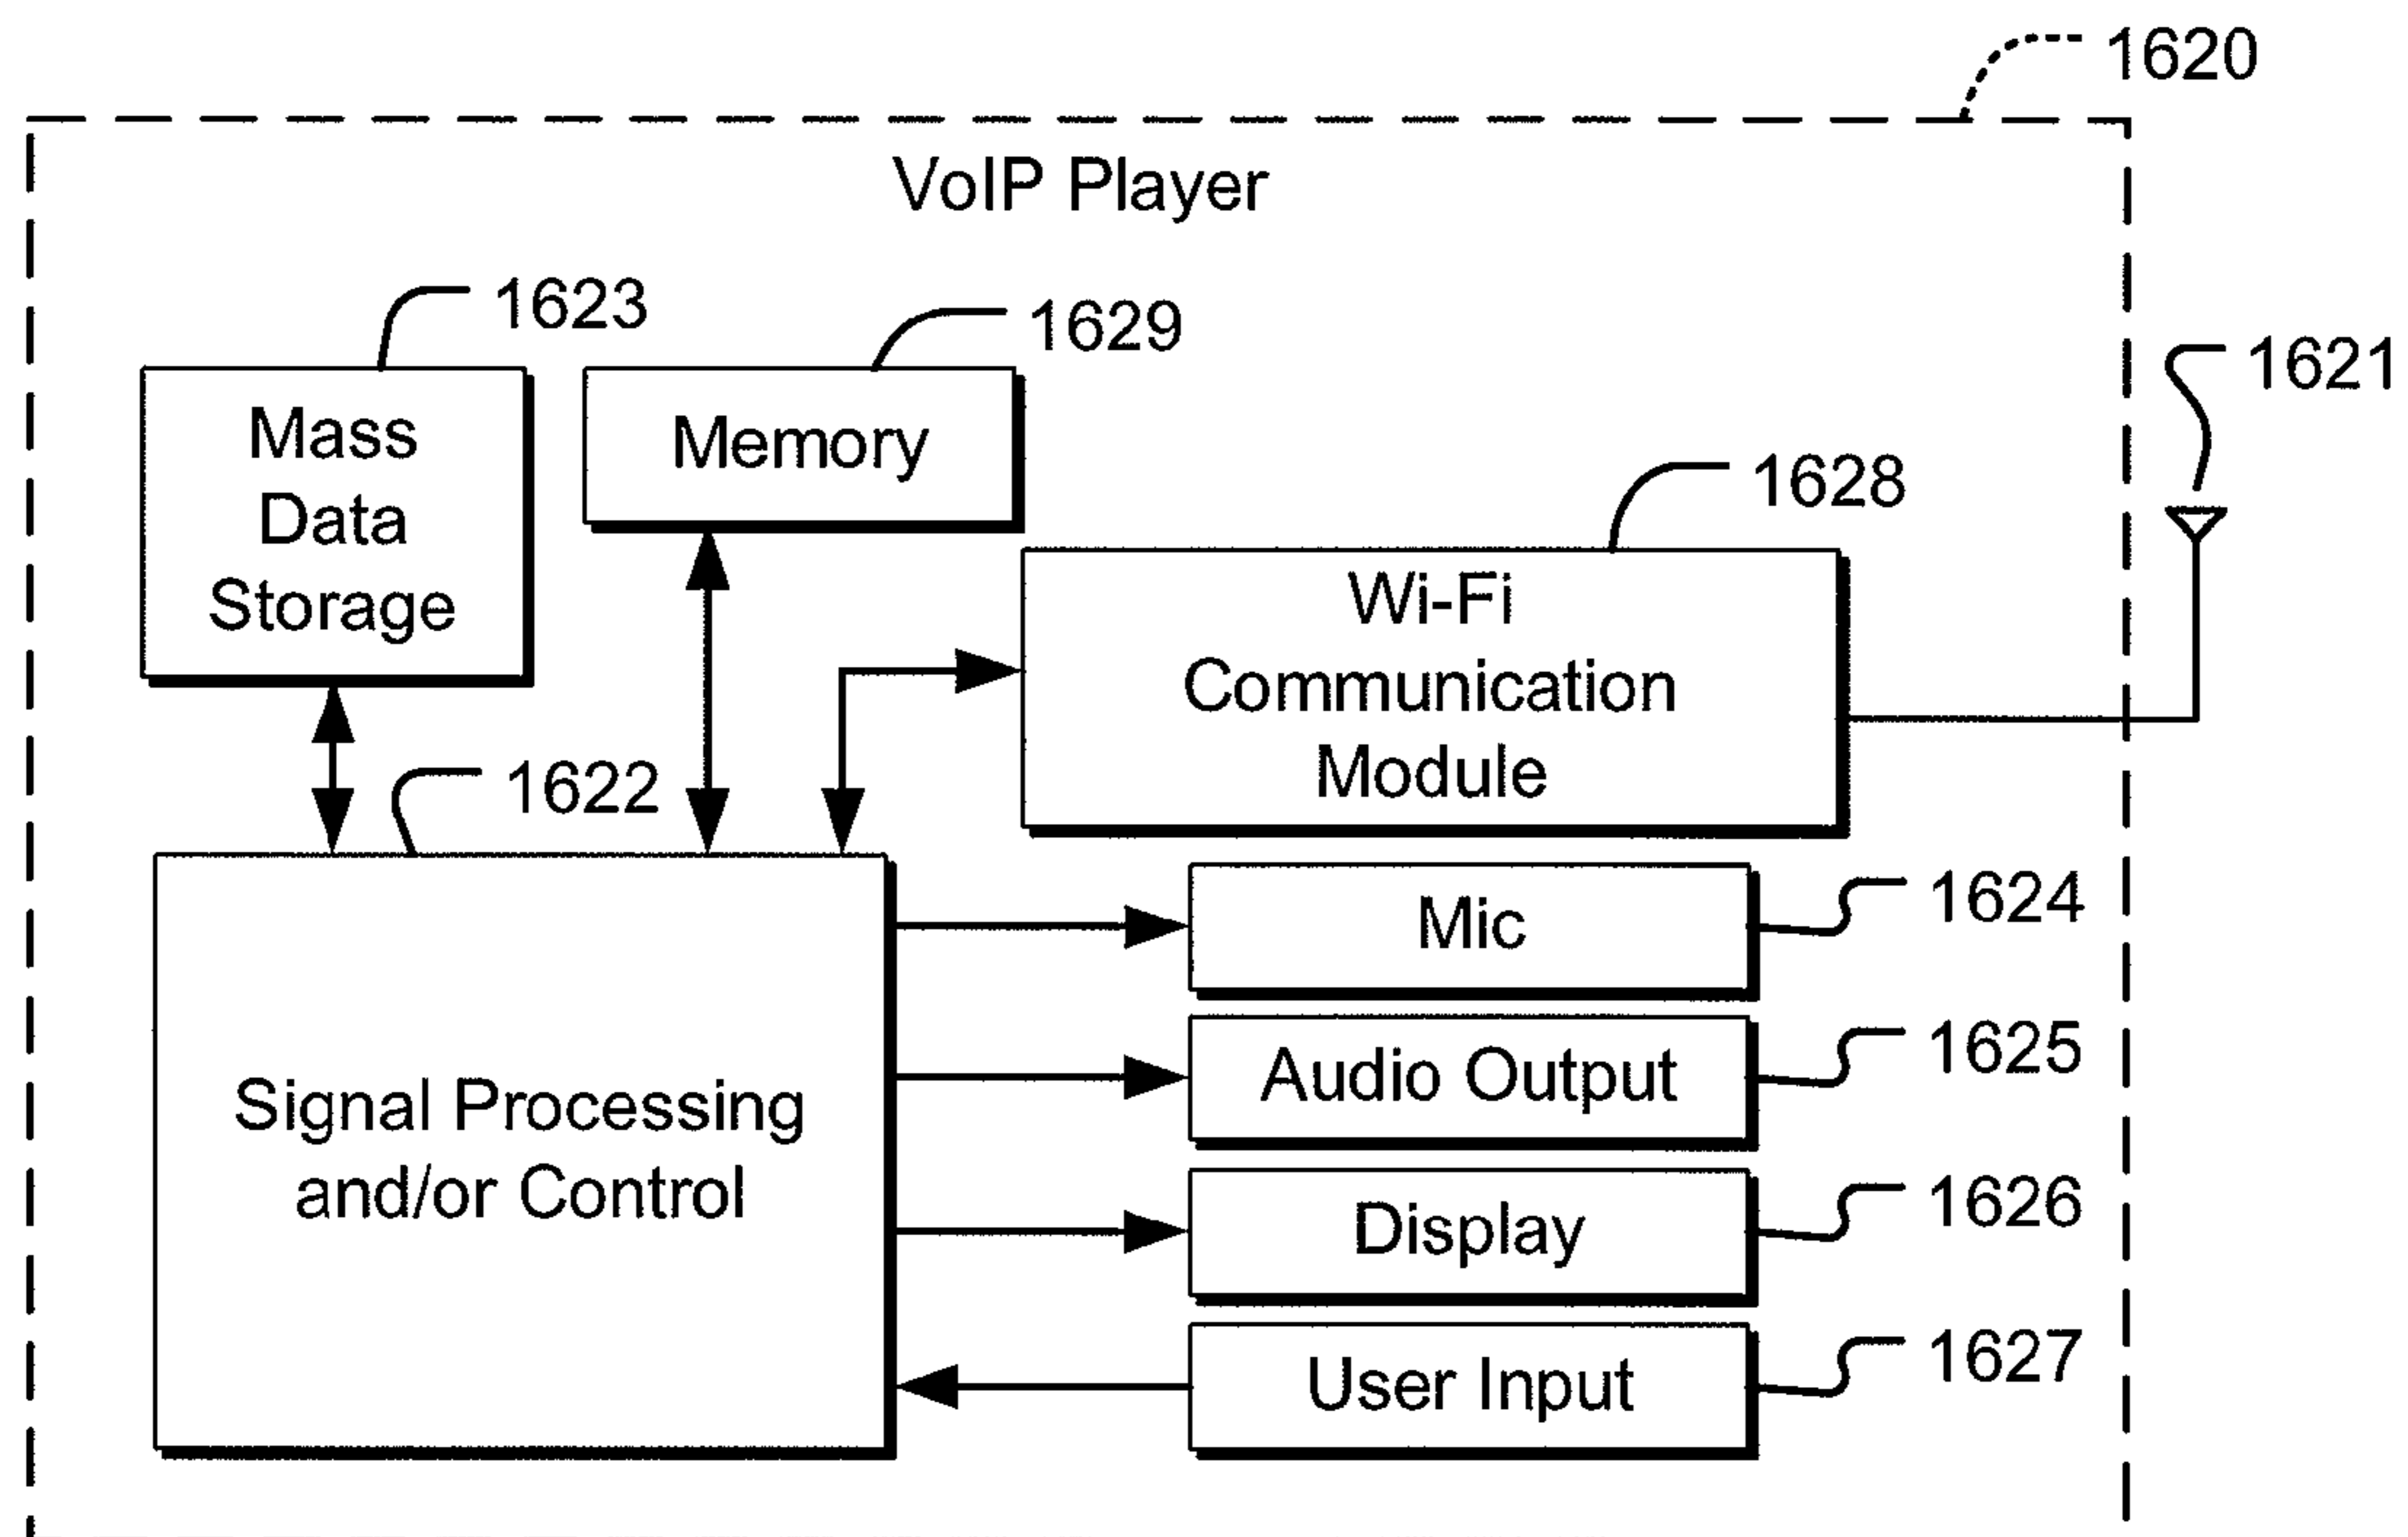 1620
VoIP Player
1623
1629
1621
Mass
Data
Storage
Memory
1628
Wi-Fi
Communication
Module
1622
Signal Processing
and/or Control
Mic
1624
Audio Output
1625
Display
1626
User Input
1627